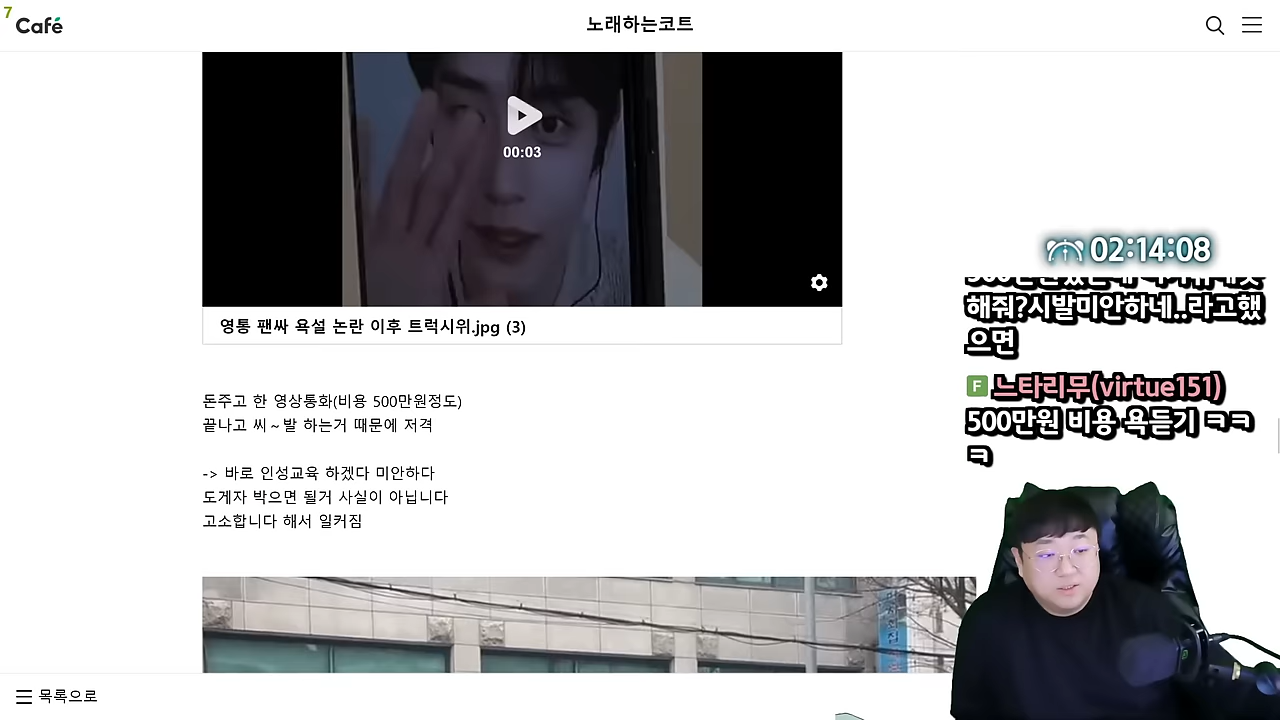 7
Café
노래하는코트
00:03
영통 팬싸 욕설 논란 이후 트럭시위.jpg (3)
돈주고 한 영상통화(비용 500만원정도)
끝나고 씨~발 하는거 때문에 저격
-> 바로 인성교육 하겠다 미안하다
도게자 박으면 될거 사실이 아닙니다
고소합니다 해서 일커짐
목록으로
02:14:08
해줘?시발미안하네..라고했
으면
F 느타리무(virtue151)
500만원 비용 욕듣기 ㅋㅋ
ㅋ